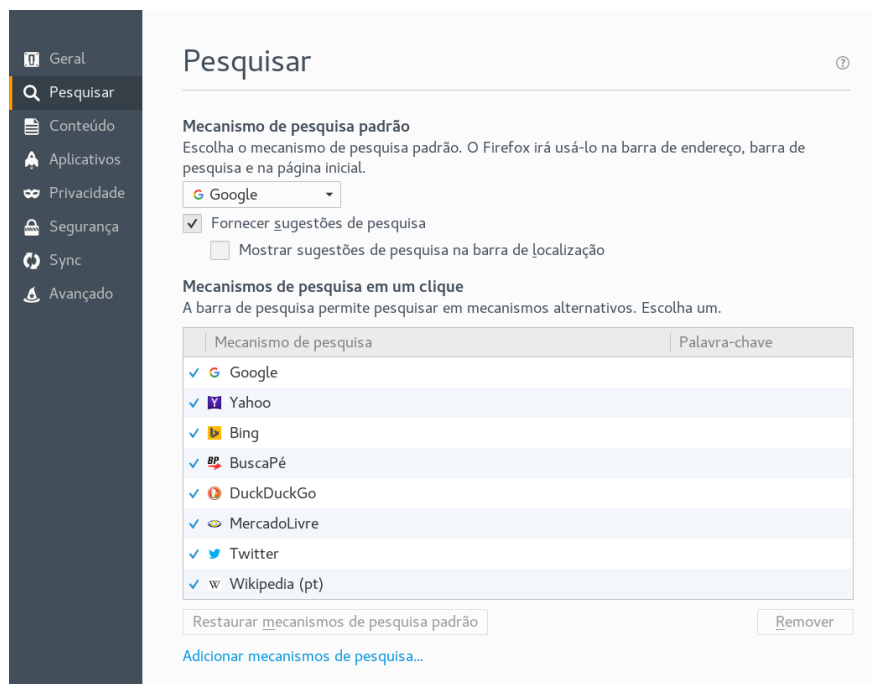 Geral
Pesquisar
Conteúdo
Aplicativos
Privacidade
Segurança
Sync
Avançado
Pesquisar
?
Mecanismo de pesquisa padrão
Escolha o mecanismo de pesquisa padrão. O Firefox irá usá-lo na barra de endereço, barra de
pesquisa e na página inicial.
G Google
Fornecer sugestões de pesquisa
Mostrar sugestões de pesquisa na barra de localização
Mecanismos de pesquisa em um clique
A barra de pesquisa permite pesquisar em mecanismos alternativos. Escolha um.
Mecanismo de pesquisa Palavra-chave
G Google
Y Yahoo
Bing
BP BuscaPé
DuckDuckGo
MercadoLivre
Twitter
W Wikipedia (pt)
Restaurar mecanismos de pesquisa padrão Remover
Adicionar mecanismos de pesquisa...